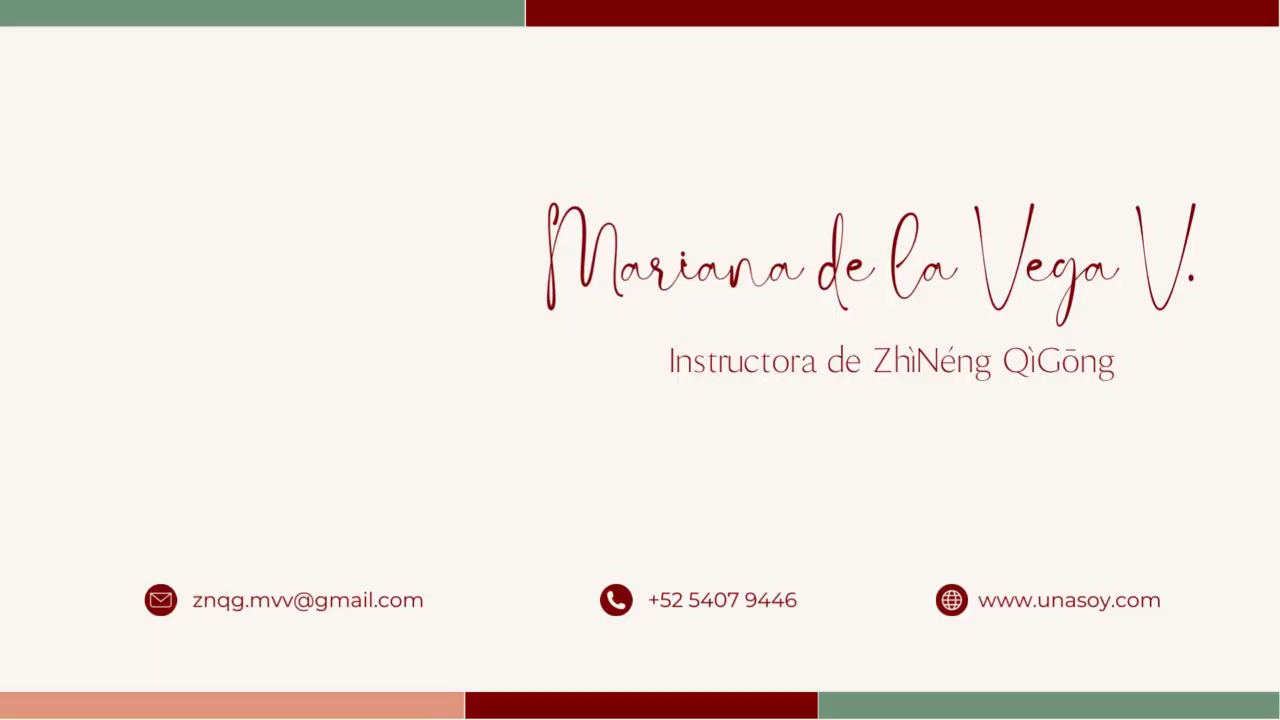 Mariana de la Vega V.
Instructora de ZhìNéng QìGōng
znqg.mvv@gmail.com
+52 5407 9446
www.unasoy.com